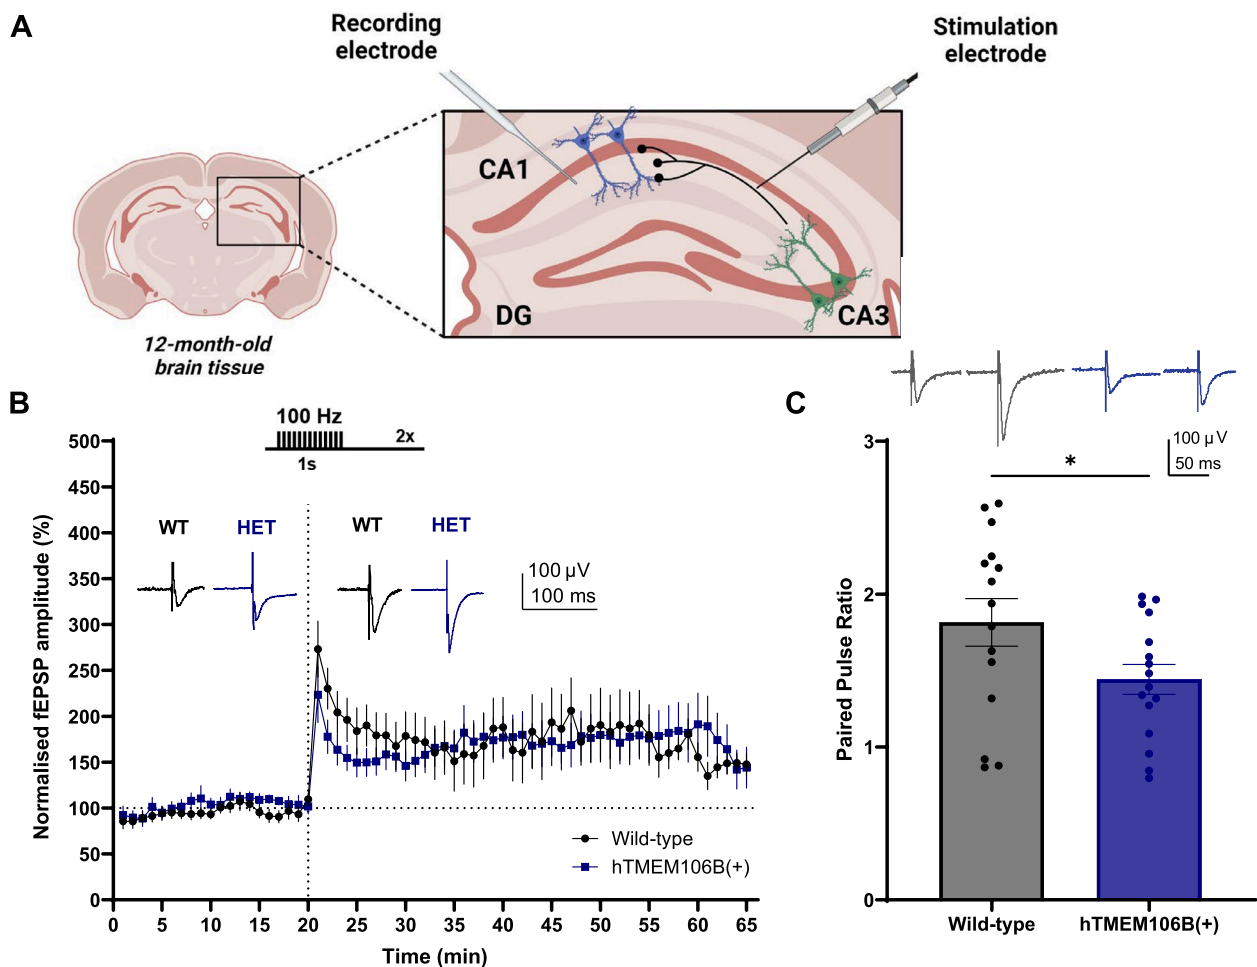 A
Recording
electrode
Stimulation
electrode
CA1
DG
CA3
12-month-old
brain tissue
B
100 Hz
2x
1s
WT
HET
WT
HET
100 µV
100 ms
500
450
400
350
300
250
200
150
100
50
0
Normalised fEPSP amplitude (%)
Wild-type
hTMEM106B(+)
0 5 10 15 20 25 30 35 40 45 50 55 60 65
Time (min)
C
100 µV
50 ms
*
3
2
1
0
Paired Pulse Ratio
Wild-type
hTMEM106B(+)